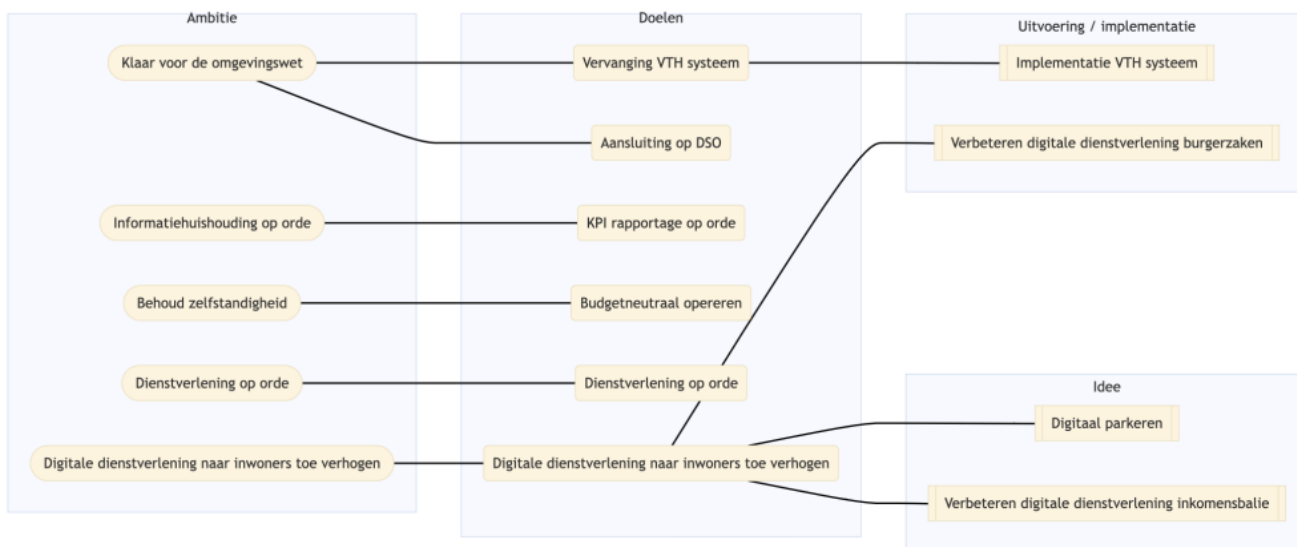 Ambitie
Klaar voor de omgevingswet
Informatiehuishouding op orde
Behoud zelfstandigheid
Dienstverlening op orde
Digitale dienstverlening naar inwoners toe verhogen
Doelen
Vervanging VTH systeem
Aansluiting op DSO
KPI rapportage op orde
Budgetneutraal opereren
Dienstverlening op orde
Digitale dienstverlening naar inwoners toe verhogen
Uitvoering / implementatie
Implementatie VTH systeem
Verbeteren digitale dienstverlening burgerzaken
Idee
Digitaal parkeren
Verbeteren digitale dienstverlening inkomensbalie